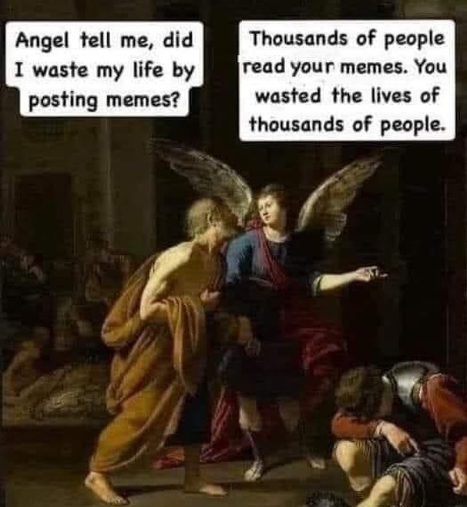 Angel tell me, did
I waste my life by
posting memes?
Thousands of people
read your memes. You
wasted the lives of
thousands of people.